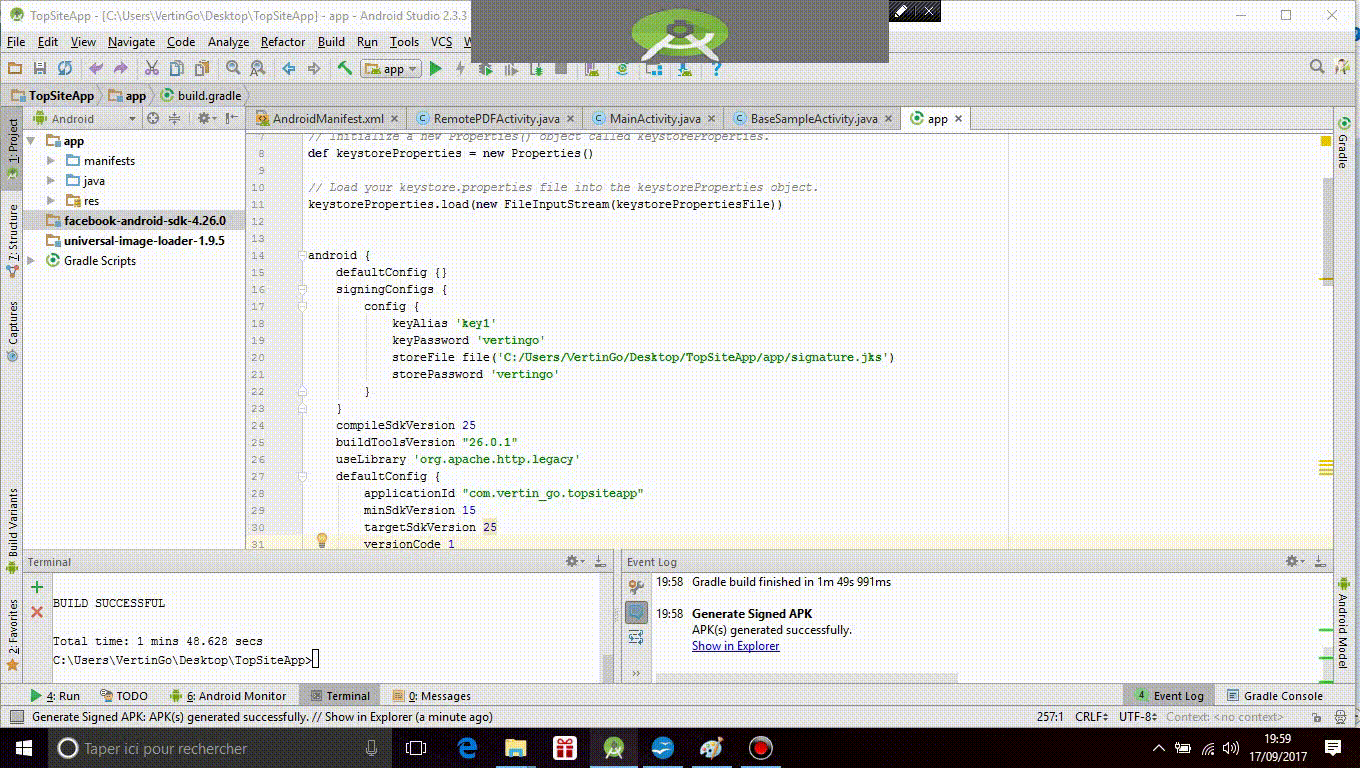 TopSiteApp - [C:\Users\VertinGo\Desktop\TopSiteApp] - app - Android Studio 2.3.3
File Edit View Navigate Code Analyze Refactor Build Run Tools VCS
app
TopSiteApp app build.gradle
Android
AndroidManifest.xml RemotePDFActivity.java MainActivity.java BaseSampleActivity.java app
1: Project
7: Structure
Captures
Build Variants
2: Favorites
app
manifests
java
res
facebook-android-sdk-4.26.0
universal-image-loader-1.9.5
Gradle Scripts
7 // Initialize a new Properties() object called keystoreProperties.
8 def keystoreProperties = new Properties()
9
10 // Load your keystore.properties file into the keystoreProperties object.
11 keystoreProperties.load(new FileInputStream(keystorePropertiesFile))
12
13
14 android {
15 defaultConfig {}
16 signingConfigs {
17 config {
18 keyAlias 'key1'
19 keyPassword 'vertingo'
20 storeFile file('C:/Users/VertinGo/Desktop/TopSiteApp/app/signature.jks')
21 storePassword 'vertingo'
22 }
23 }
24 compileSdkVersion 25
25 buildToolsVersion "26.0.1"
26 useLibrary 'org.apache.http.legacy'
27 defaultConfig {
28 applicationId "com.vertin_go.topsiteapp"
29 minSdkVersion 15
30 targetSdkVersion 25
31 versionCode 1
Gradle
Android Model
Terminal
BUILD SUCCESSFUL
Total time: 1 mins 48.628 secs
C:\Users\VertinGo\Desktop\TopSiteApp>
Event Log
19:58 Gradle build finished in 1m 49s 991ms
19:58 Generate Signed APK
APK(s) generated successfully.
Show in Explorer
4: Run TODO 6: Android Monitor Terminal 0: Messages 4 Event Log Gradle Console
Generate Signed APK: APK(s) generated successfully. // Show in Explorer (a minute ago) 257:1 CRLF UTF-8 Context: <no context>
Taper ici pour rechercher
19:59
17/09/2017